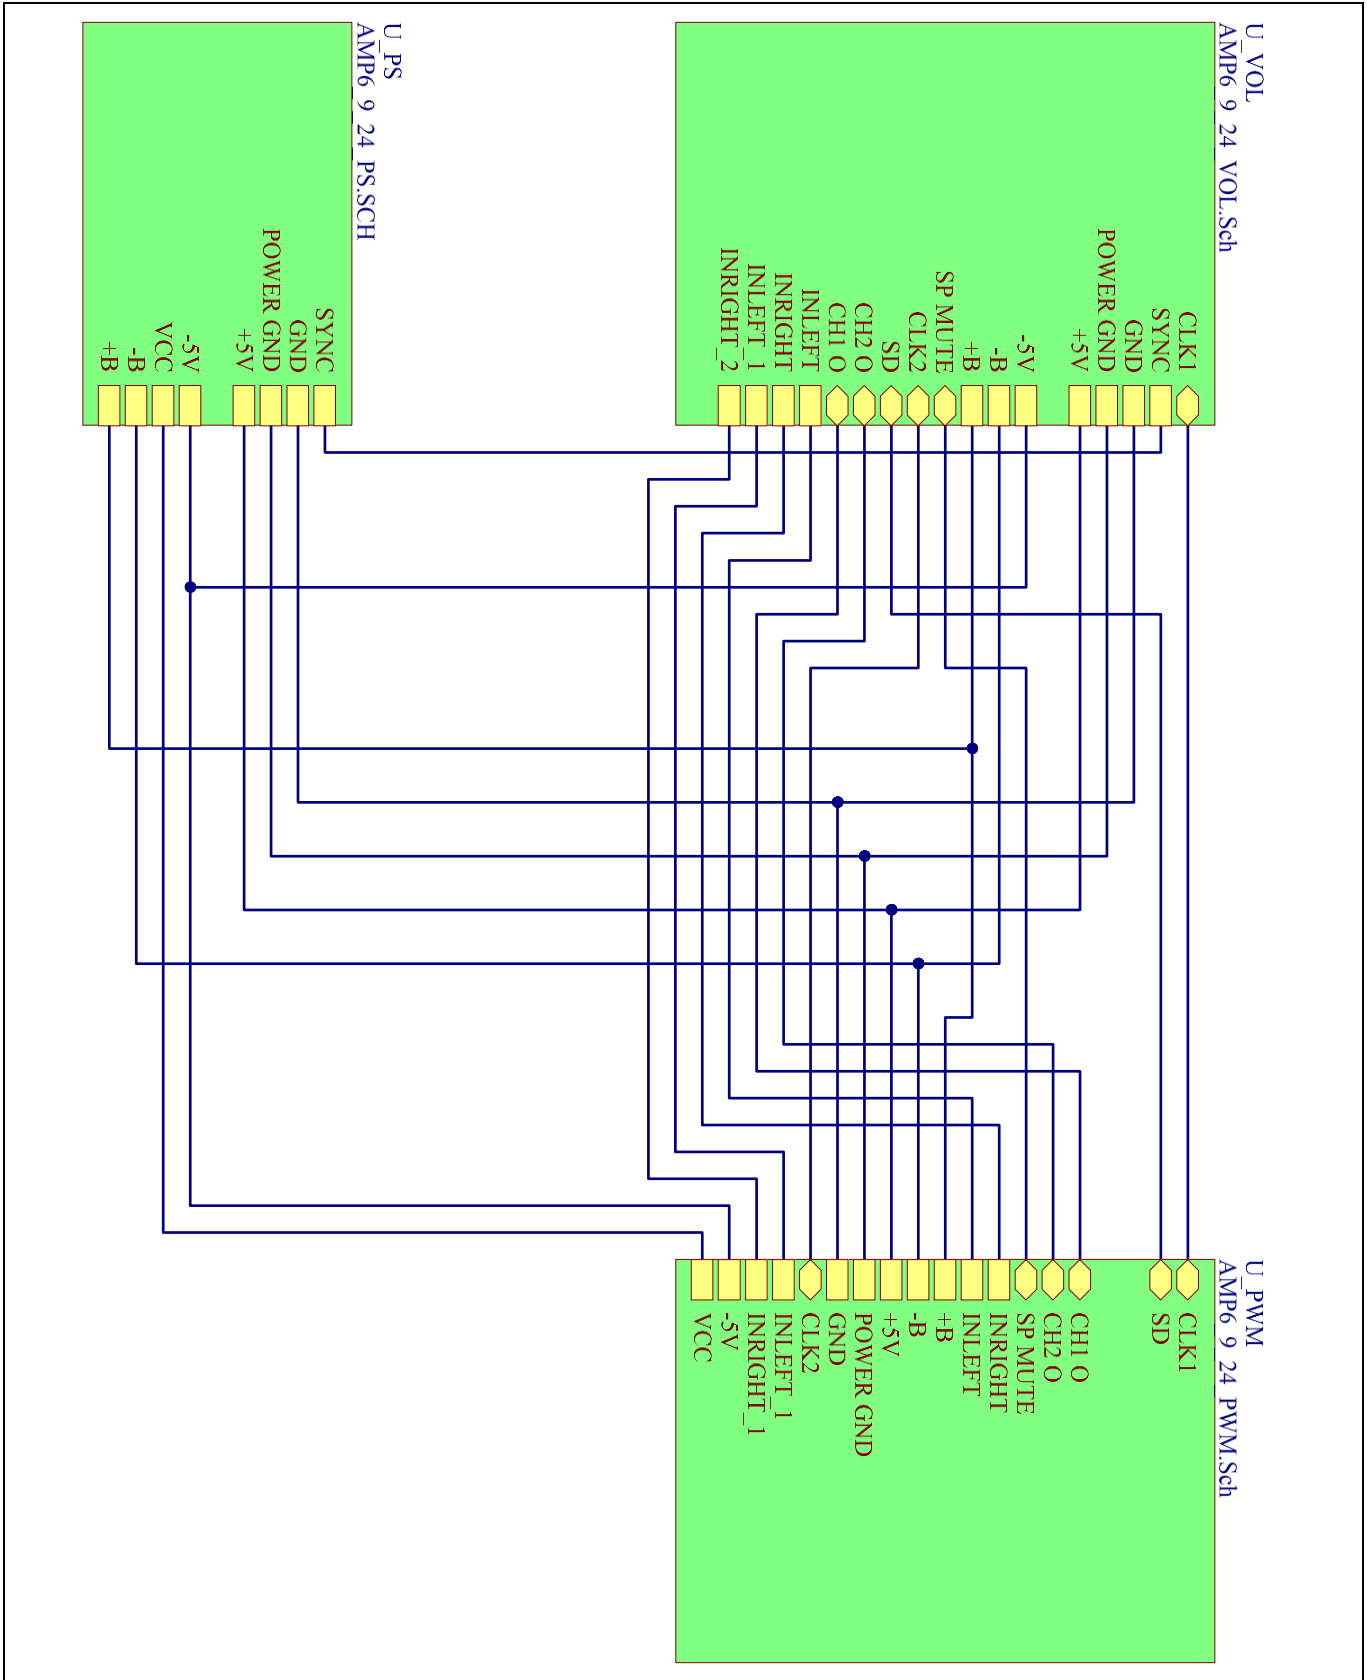 U_PS
AMP6_9_24_PS.SCH
SYNC
GND
POWER GND
+5V
-5V
VCC
-B
+B
U_VOL
AMP6_9_24_VOL.Sch
CLK1
SYNC
GND
POWER GND
+5V
-5V
-B
+B
SP MUTE
CLK2
SD
CH2 O
CH1 O
INLEFT
INRIGHT
INLEFT_1
INRIGHT_2
U_PWM
AMP6_9_24_PWM.Sch
CLK1
SD
CH1 O
CH2 O
SP MUTE
INRIGHT
INLEFT
+B
-B
+5V
POWER GND
GND
CLK2
INLEFT_1
INRIGHT_1
-5V
VCC